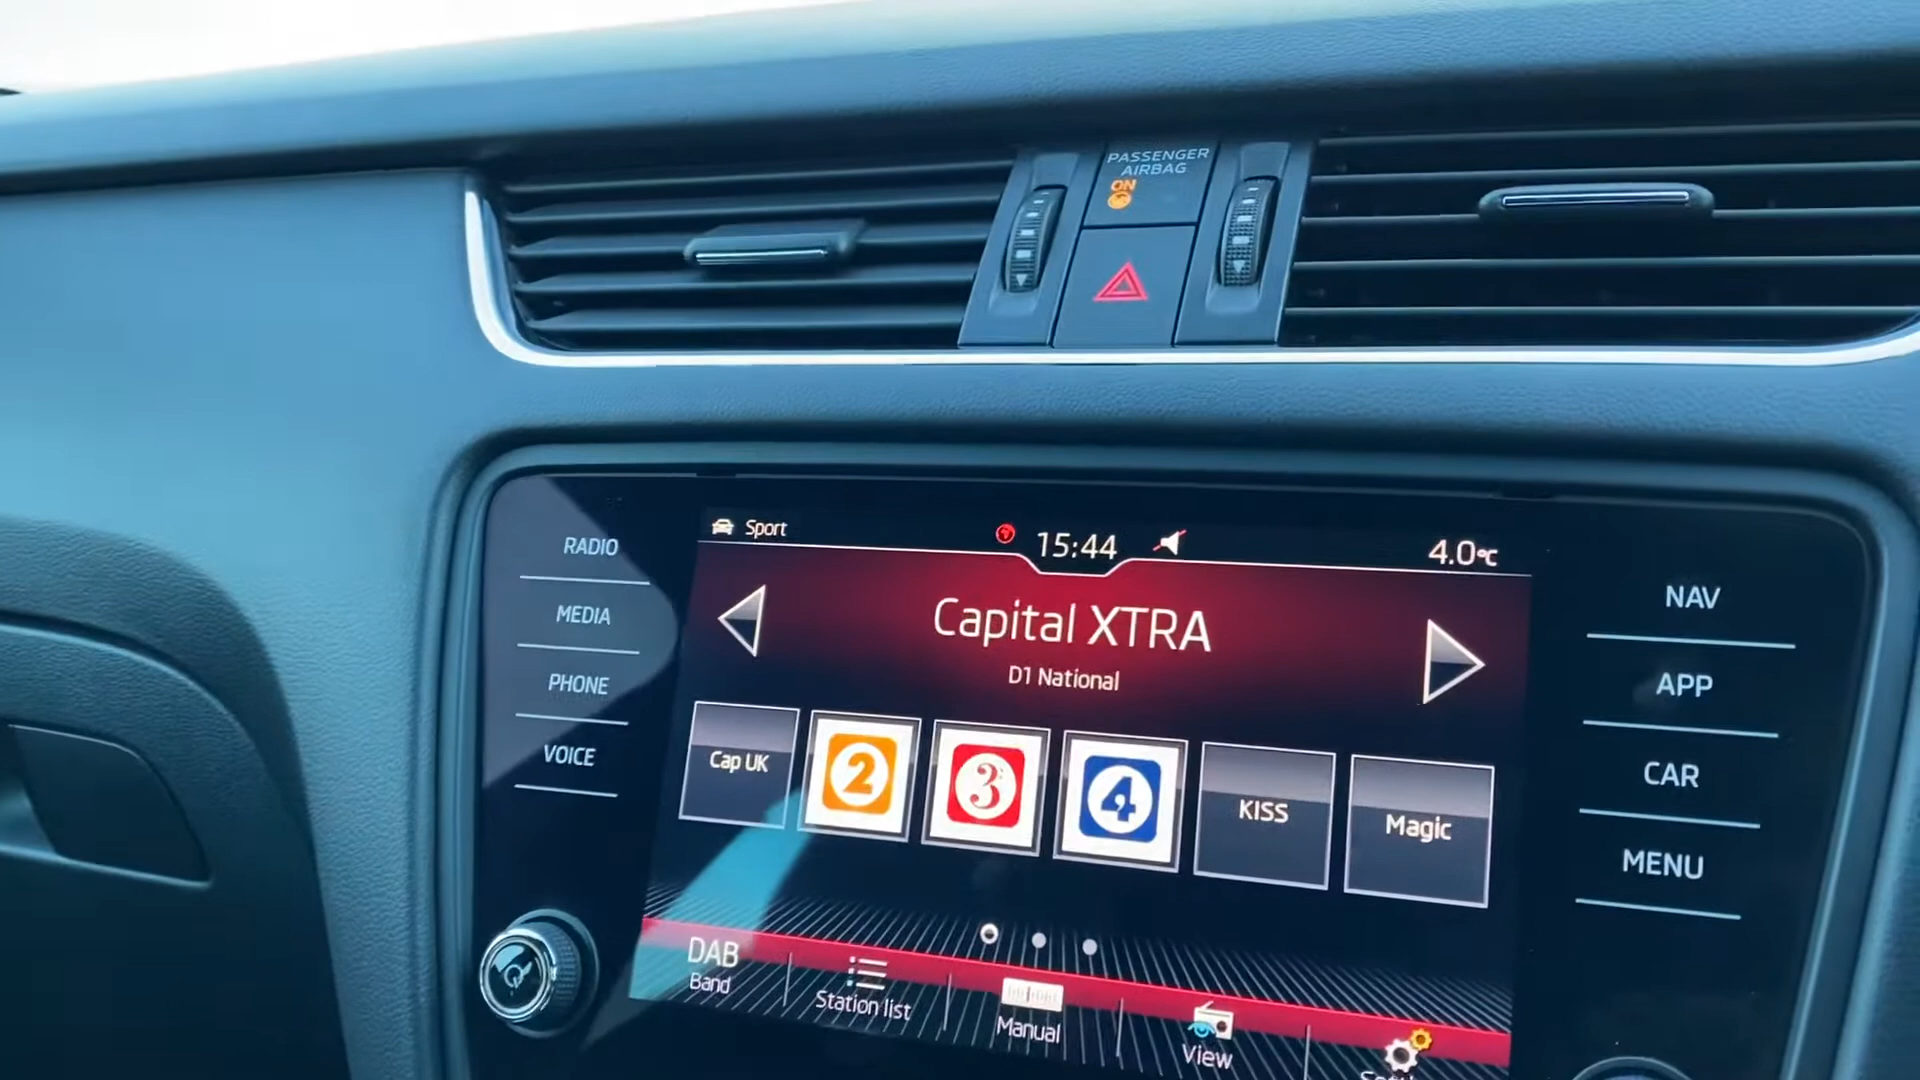 PASSENGER
AIRBAG
ON
Sport
15:44
4.0°C
RADIO
MEDIA
PHONE
VOICE
Capital XTRA
D1 National
Cap UK
2
3
4
KISS
Magic
NAV
APP
CAR
MENU
DAB
Band
Station list
Manual
View